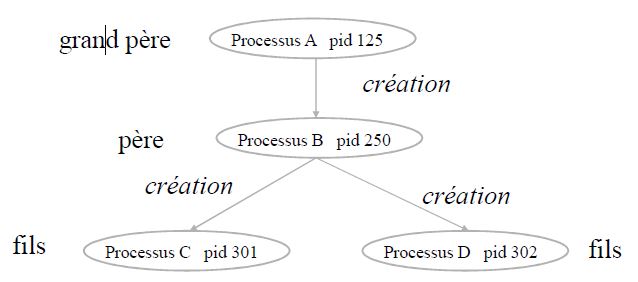 grand père
Processus A pid 125
création
père
Processus B pid 250
création
création
fils
Processus C pid 301
Processus D pid 302
fils